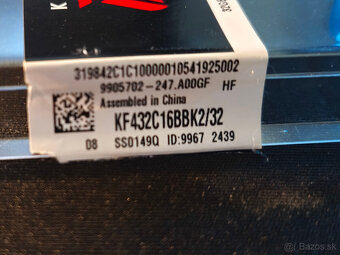 319842C1C10000010541925002
9905702-247.A00GF HF
Assembled in China
KF432C16BBK2/32
08 SS0149Q ID:9967 2439
Bazos.sk